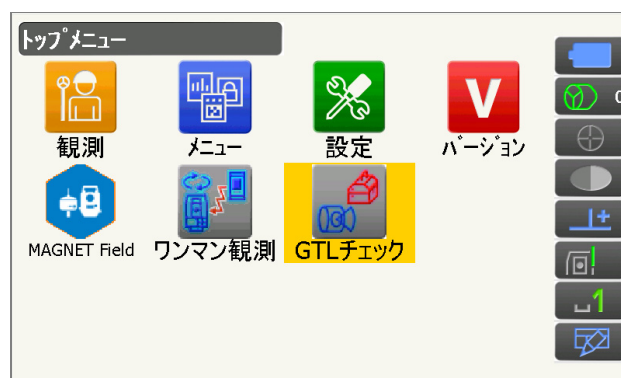 トップメニュー
観測
メニュー
設定
V
バージョン
MAGNET Field
ワンマン観測
GTLチェック
1